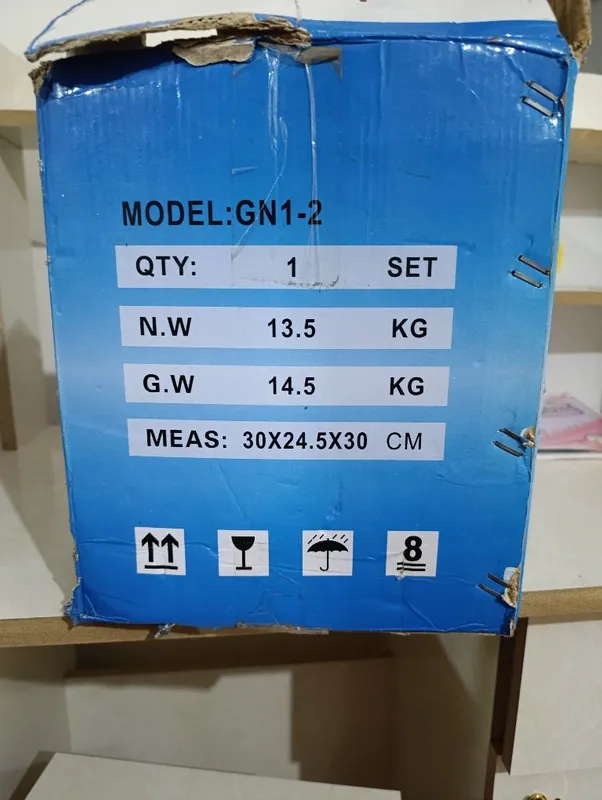 MODEL:GN1-2
QTY: 1 SET
N.W 13.5 KG
G.W 14.5 KG
MEAS: 30X24.5X30 CM
8